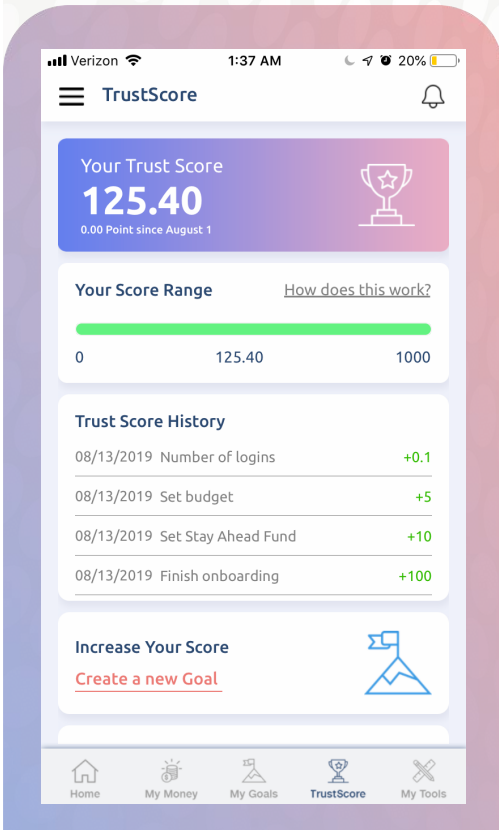 Verizon 1:37 AM 20%
TrustScore
Your Trust Score
125.40
0.00 Point since August 1
Your Score Range How does this work?
0 125.40 1000
Trust Score History
08/13/2019 Number of logins +0.1
08/13/2019 Set budget +5
08/13/2019 Set Stay Ahead Fund +10
08/13/2019 Finish onboarding +100
Increase Your Score
Create a new Goal
Home My Money My Goals TrustScore My Tools